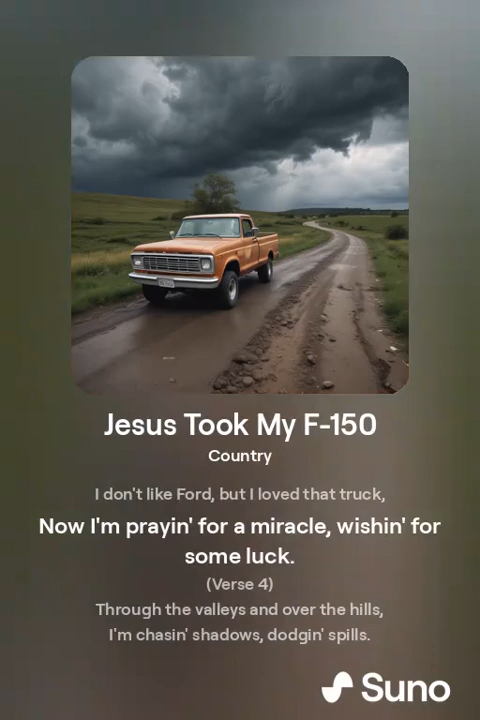 Jesus Took My F-150
Country
I don't like Ford, but I loved that truck,
Now I'm prayin' for a miracle, wishin' for
some luck.
(Verse 4)
Through the valleys and over the hills,
I'm chasin' shadows, dodgin' spills.
Suno